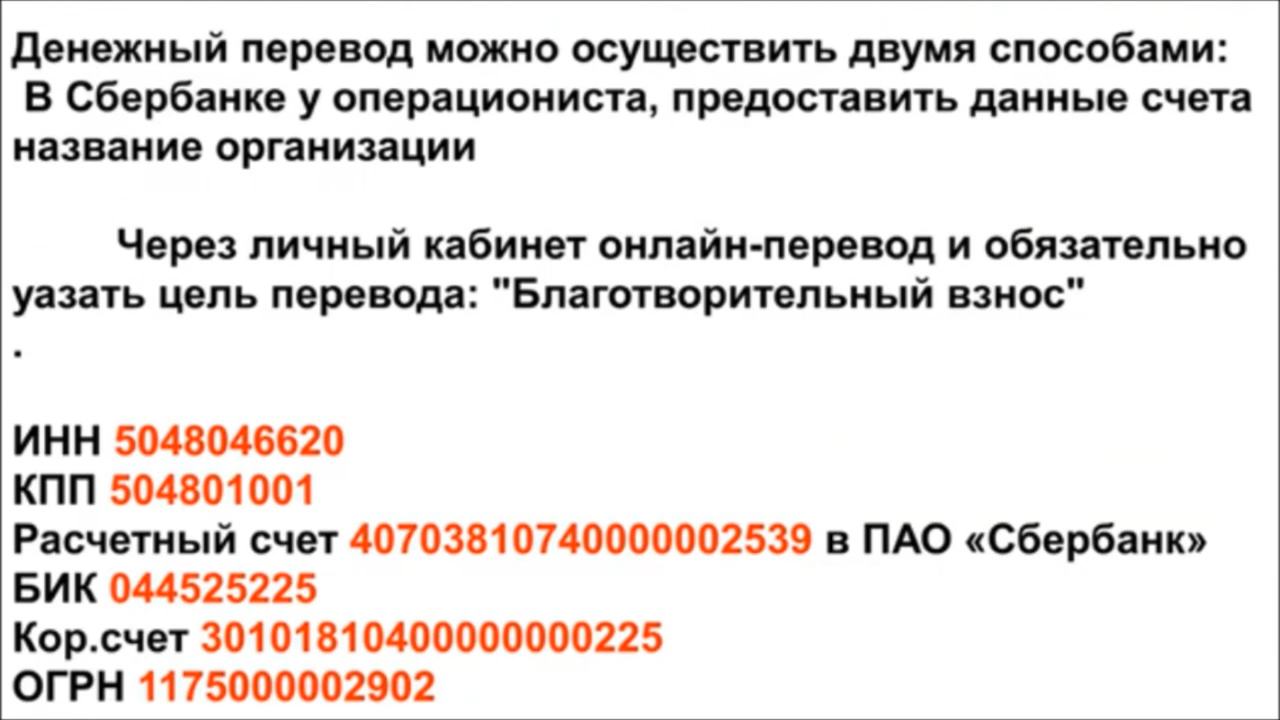 Денежный перевод можно осуществить двумя способами:
В Сбербанке у операциониста, предоставить данные счета
название организации
Через личный кабинет онлайн-перевод и обязательно
уазать цель перевода: "Благотворительный взнос"
.
ИНН 5048046620
КПП 504801001
Расчетный счет 40703810740000002539 в ПАО «Сбербанк»
БИК 044525225
Кор.счет 30101810400000000225
ОГРН 1175000002902